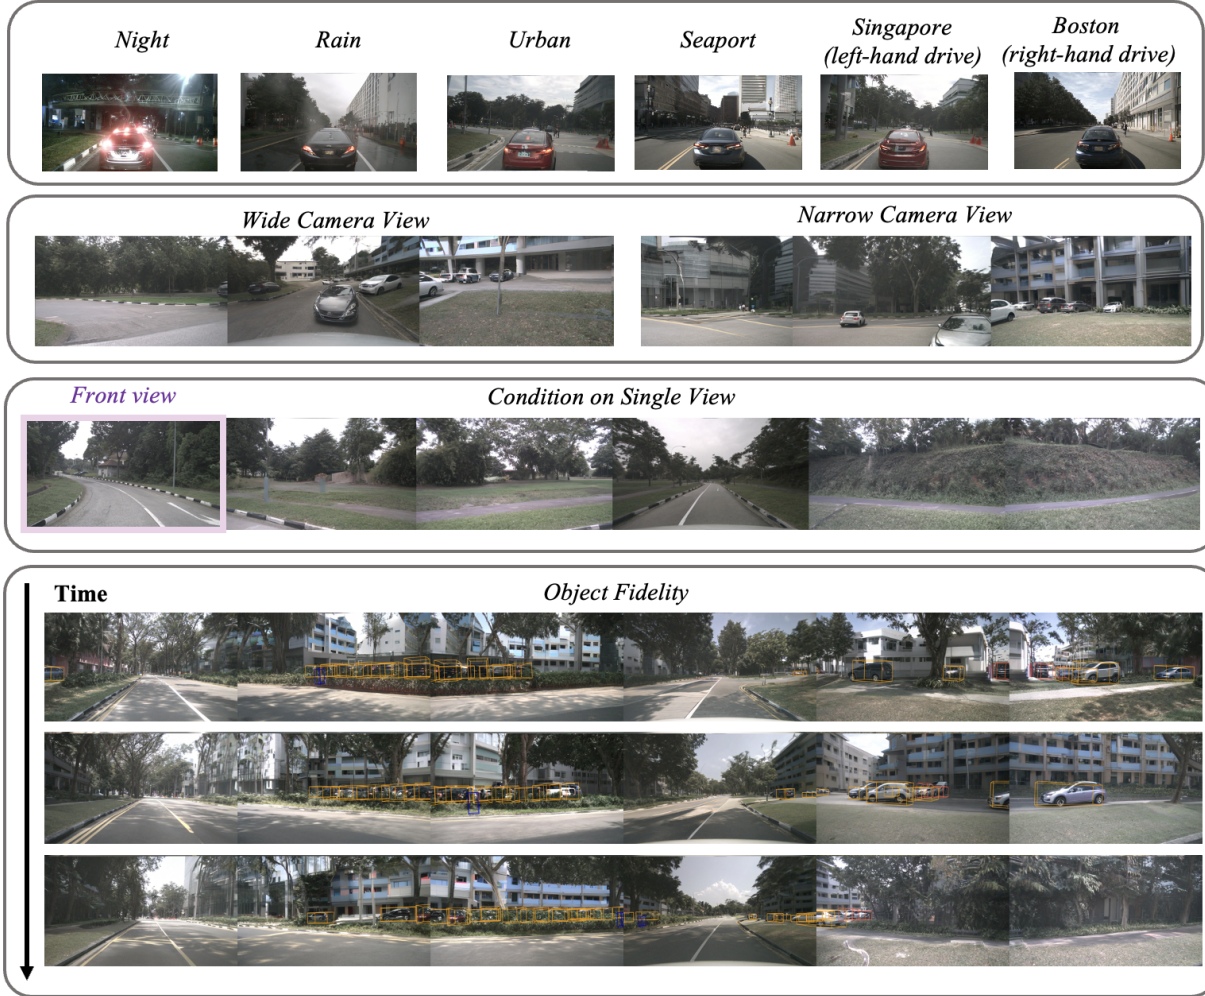 Night
Rain
Urban
Seaport
Singapore
(left-hand drive)
Boston
(right-hand drive)
Wide Camera View
Narrow Camera View
Front view
Condition on Single View
Time
Object Fidelity